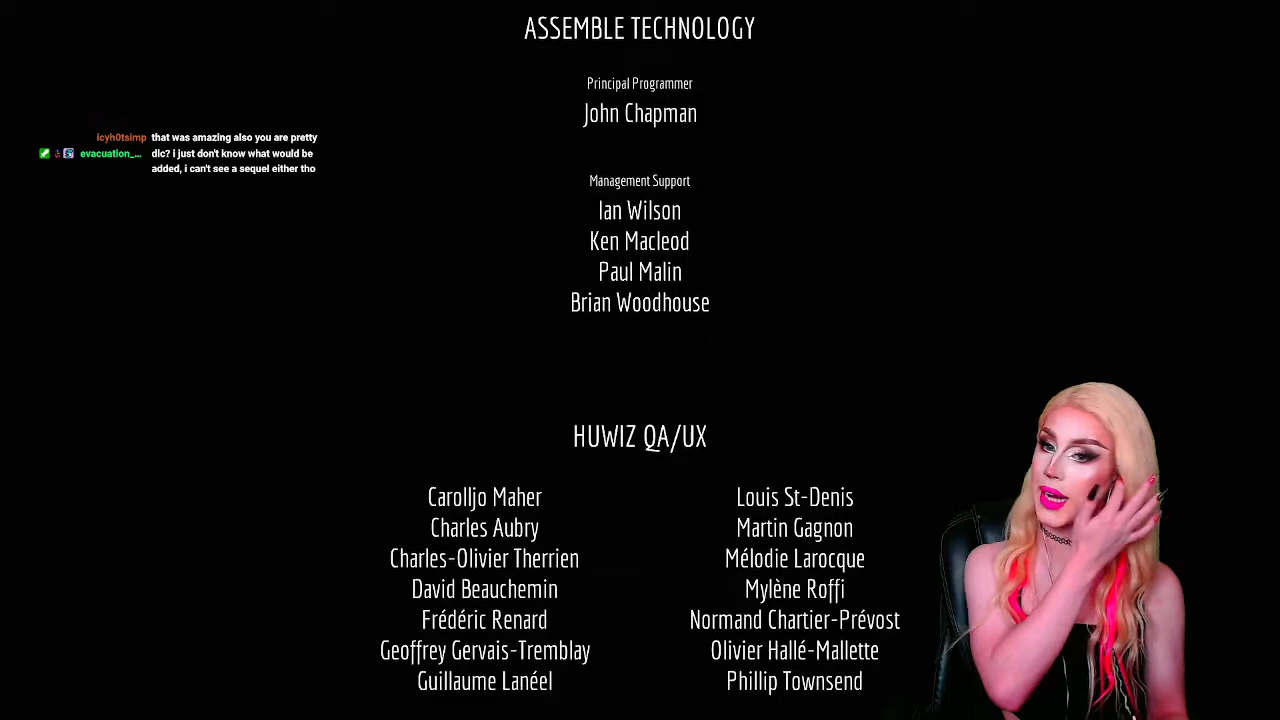 ASSEMBLE TECHNOLOGY
Principal Programmer
John Chapman
icyh0tsimp that was amazing also you are pretty
evacuation_... dlc? i just don't know what would be
added, i can't see a sequel either tho
Management Support
Ian Wilson
Ken Macleod
Paul Malin
Brian Woodhouse
HUWIZ QA/UX
Carolljo Maher
Charles Aubry
Charles-Olivier Therrien
David Beauchemin
Frédéric Renard
Geoffrey Gervais-Tremblay
Guillaume Lanéel
Louis St-Denis
Martin Gagnon
Mélodie Larocque
Mylène Roffi
Normand Chartier-Prévost
Olivier Hallé-Mallette
Phillip Townsend